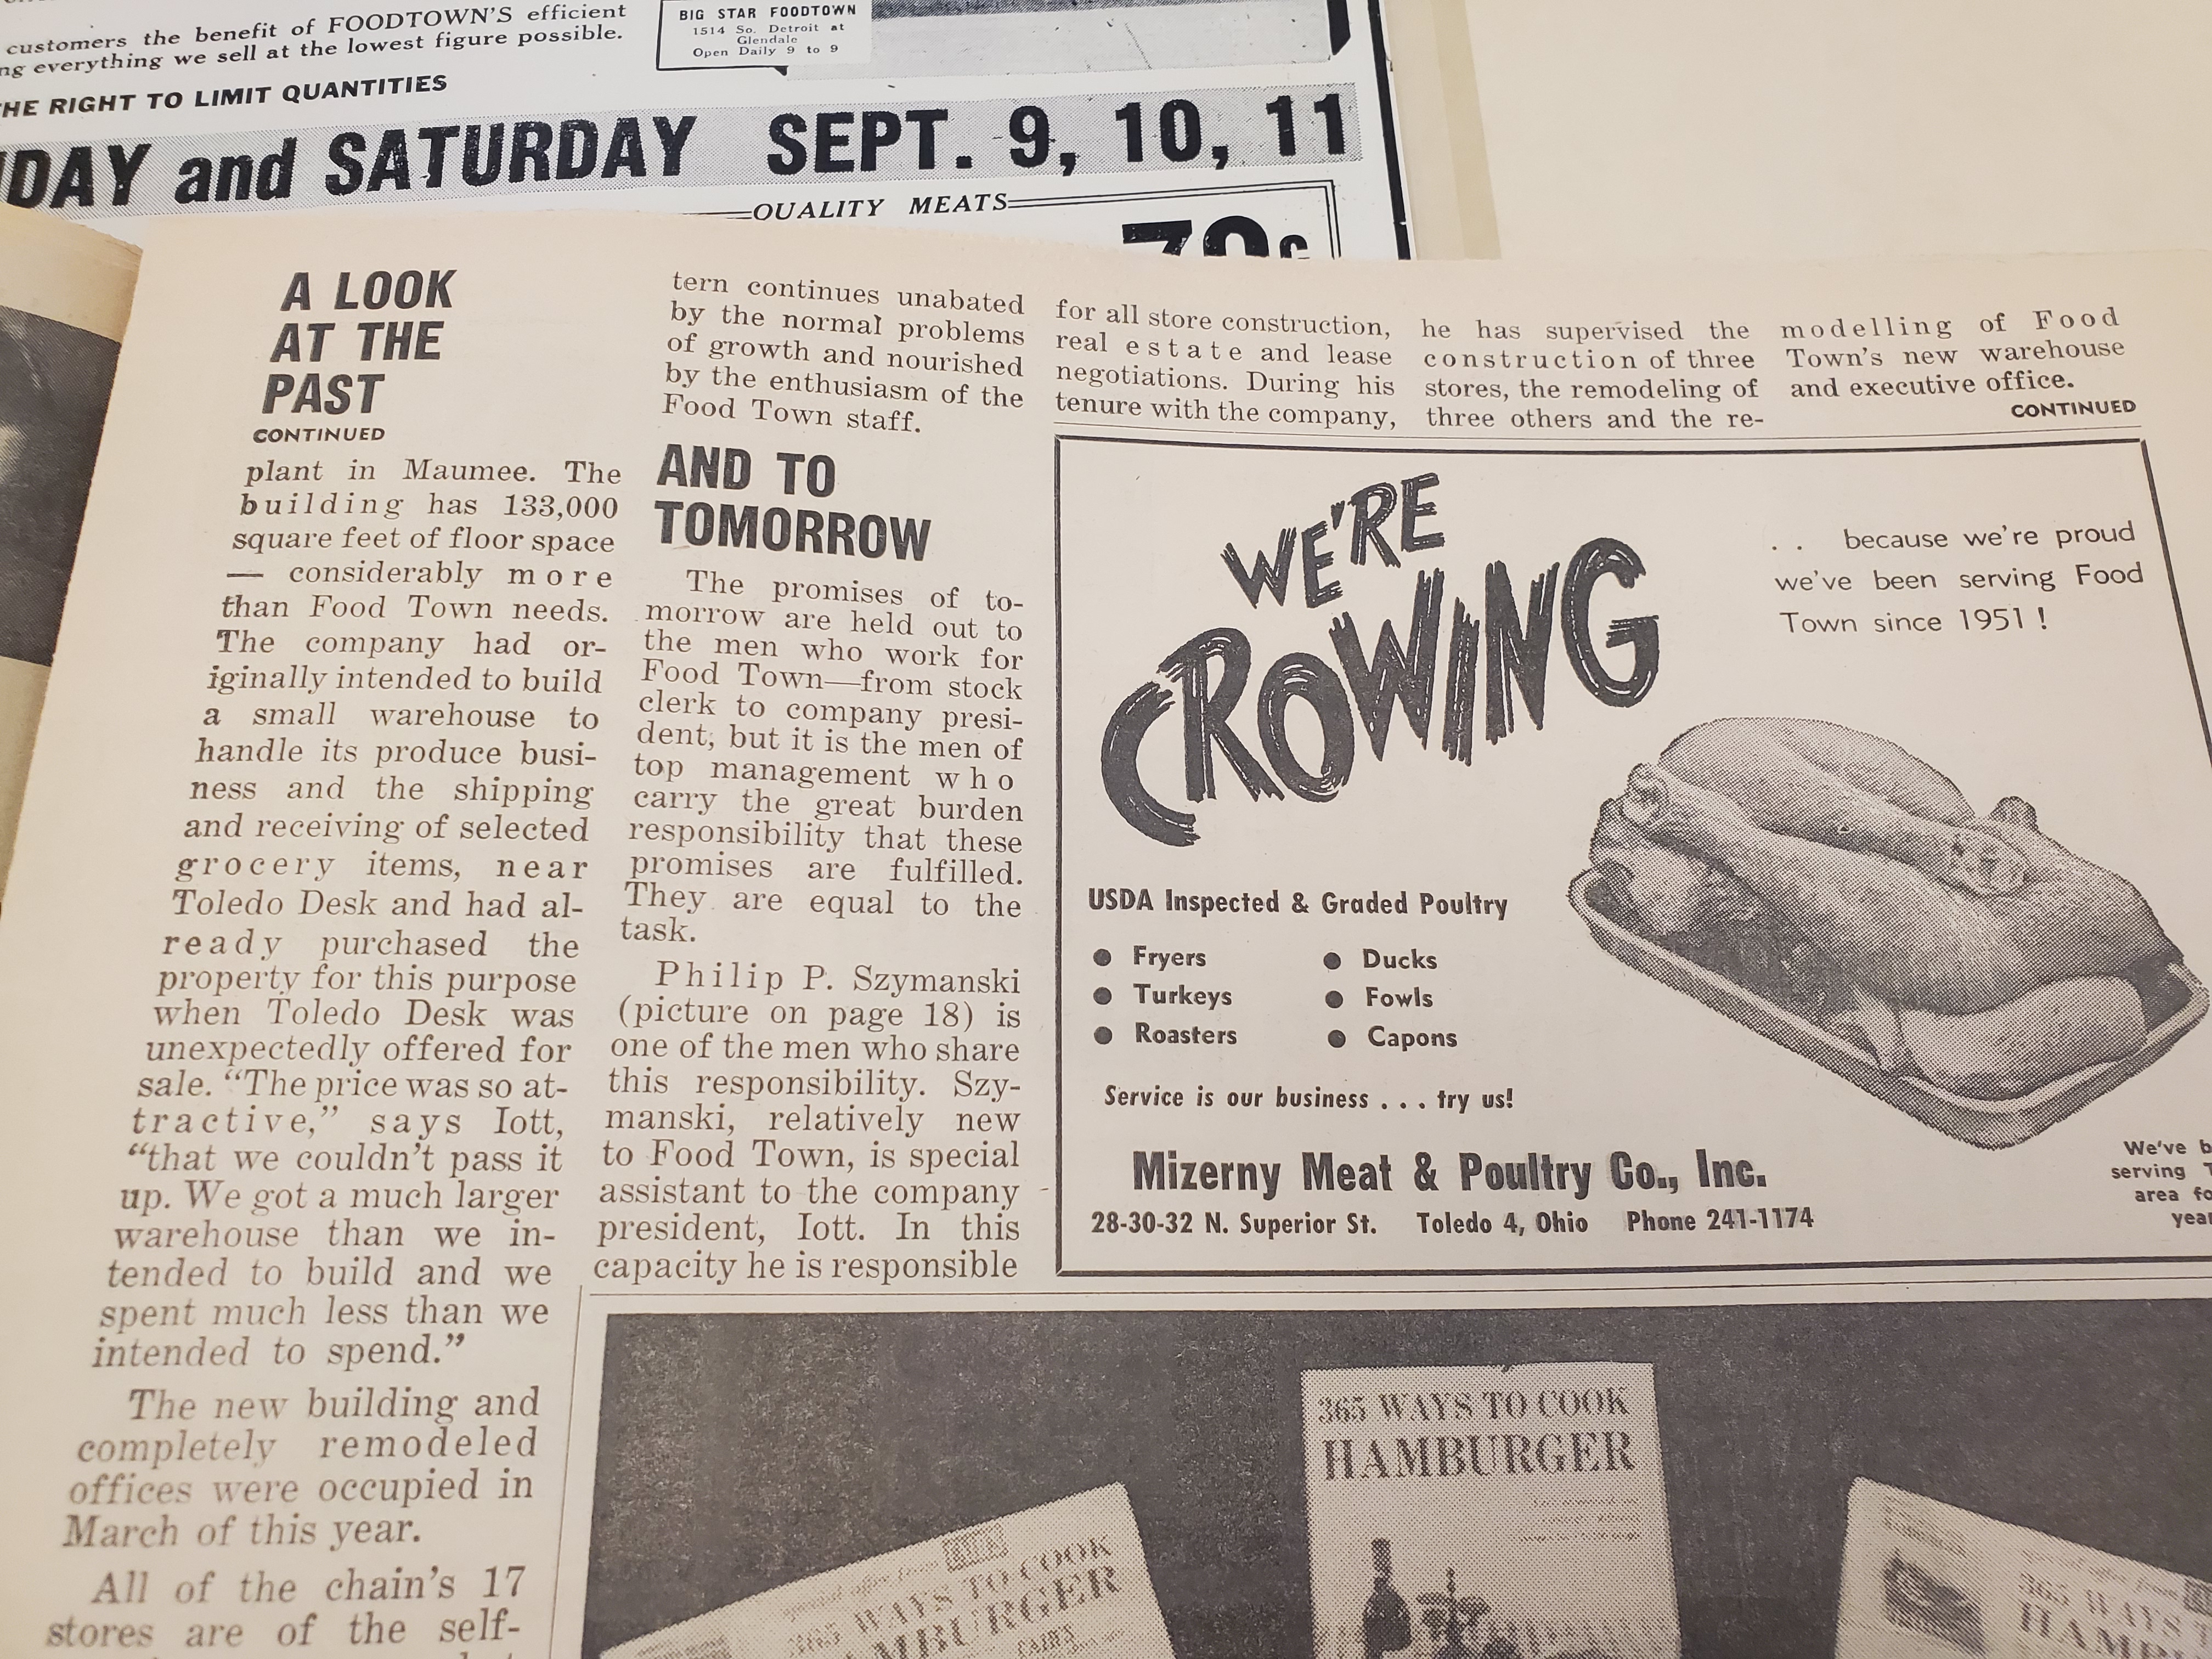 customers the benefit of FOODTOWN'S efficient
everything we sell at the lowest figure possible.
THE RIGHT TO LIMIT QUANTITIES
BIG STAR FOODTOWN
1514 So. Detroit at
Glendale
Open Daily 9 to 9
and SATURDAY SEPT. 9, 10, 11
QUALITY MEATS
A LOOK
AT THE
PAST
CONTINUED
plant in Maumee. The
building has 133,000
square feet of floor space
— considerably more
than Food Town needs.
The company had or-
iginally intended to build
a small warehouse to
handle its produce busi-
ness and the shipping
and receiving of selected
grocery items, near
Toledo Desk and had al-
ready purchased the
property for this purpose
when Toledo Desk was
unexpectedly offered for
sale. "The price was so at-
tractive," says Iott,
"that we couldn't pass it
up. We got a much larger
warehouse than we in-
tended to build and we
spent much less than we
intended to spend."
The new building and
completely remodeled
offices were occupied in
March of this year.
All of the chain's 17
stores are of the self-
tern continues unabated
by the normal problems
of growth and nourished
by the enthusiasm of the
Food Town staff.
AND TO
TOMORROW
The promises of to-
morrow are held out to
the men who work for
Food Town—from stock
clerk to company presi-
dent, but it is the men of
top management who
carry the great burden
responsibility that these
promises are fulfilled.
They are equal to the
task.
Philip P. Szymanski
(picture on page 18) is
one of the men who share
this responsibility. Szy-
manski, relatively new
to Food Town, is special
assistant to the company
president, Iott. In this
capacity he is responsible
for all store construction,
real estate and lease
negotiations. During his
tenure with the company,
he has supervised the
construction of three
stores, the remodeling of
three others and the re-
modelling of Food
Town's new warehouse
and executive office.
CONTINUED
WE'RE
CROWING
. . because we're proud
we've been serving Food
Town since 1951!
USDA Inspected & Graded Poultry
● Fryers
● Turkeys
● Roasters
● Ducks
● Fowls
● Capons
Service is our business . . . try us!
Mizerny Meat & Poultry Co., Inc.
28-30-32 N. Superior St. Toledo 4, Ohio Phone 241-1174
We've
serving
area
365 WAYS TO COOK
HAMBURGER
365 WAYS TO COOK
HAMBURGER
365 WAYS